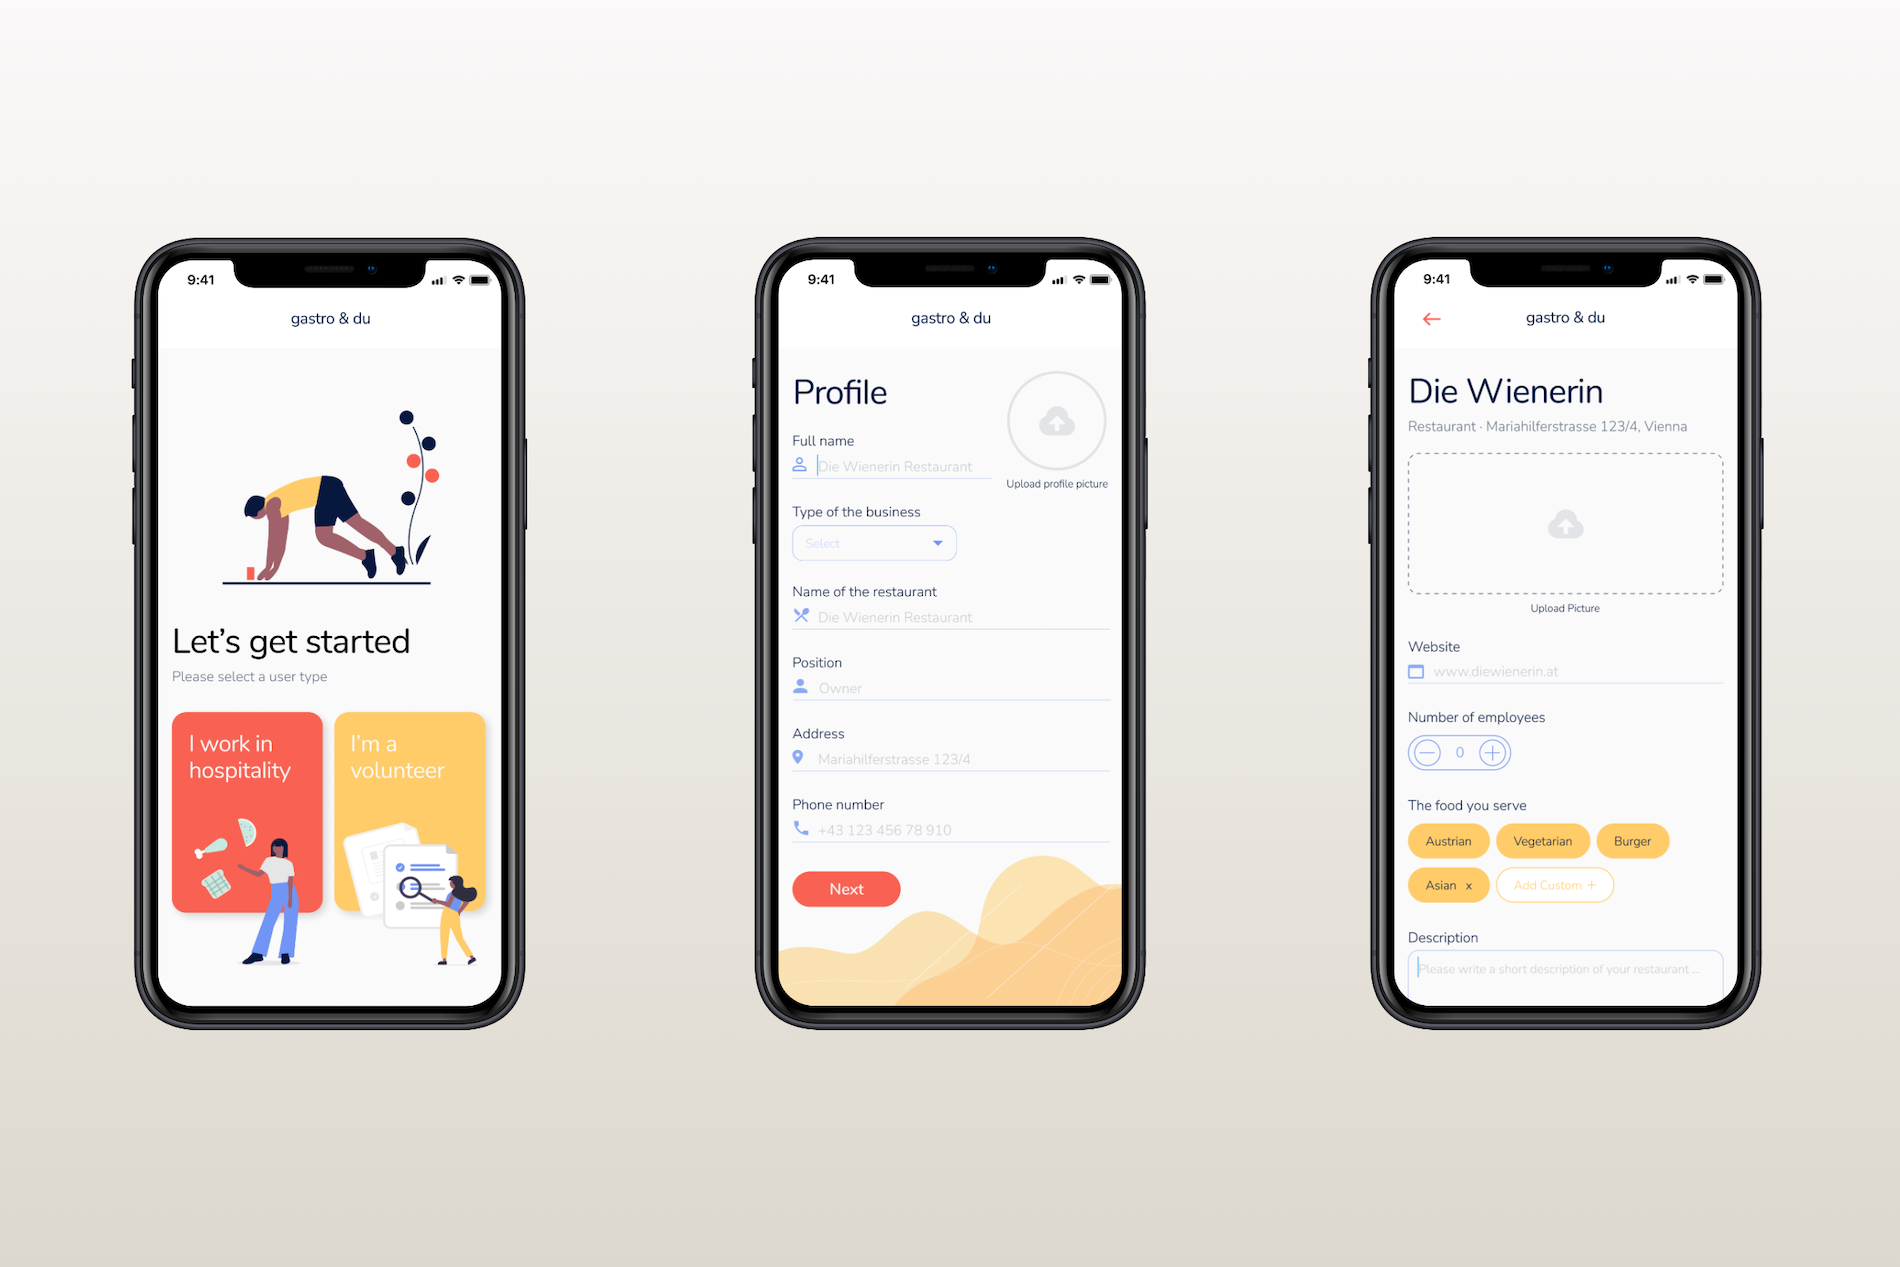 9:41
gastro & du
Let's get started
Please select a user type
I work in
hospitality
I'm a
volunteer
9:41
gastro & du
Profile
Full name
Die Wienerin Restaurant
Upload profile picture
Type of the business
Select
Name of the restaurant
Die Wienerin Restaurant
Position
Owner
Address
Mariahilferstrasse 123/4
Phone number
+43 123 456 78 910
Next
9:41
gastro & du
Die Wienerin
Restaurant · Mariahilferstrasse 123/4, Vienna
Upload Picture
Website
www.diewienerin.at
Number of employees
0
The food you serve
Austrian Vegetarian Burger
Asian x Add Custom +
Description
Please write a short description of your restaurant ...